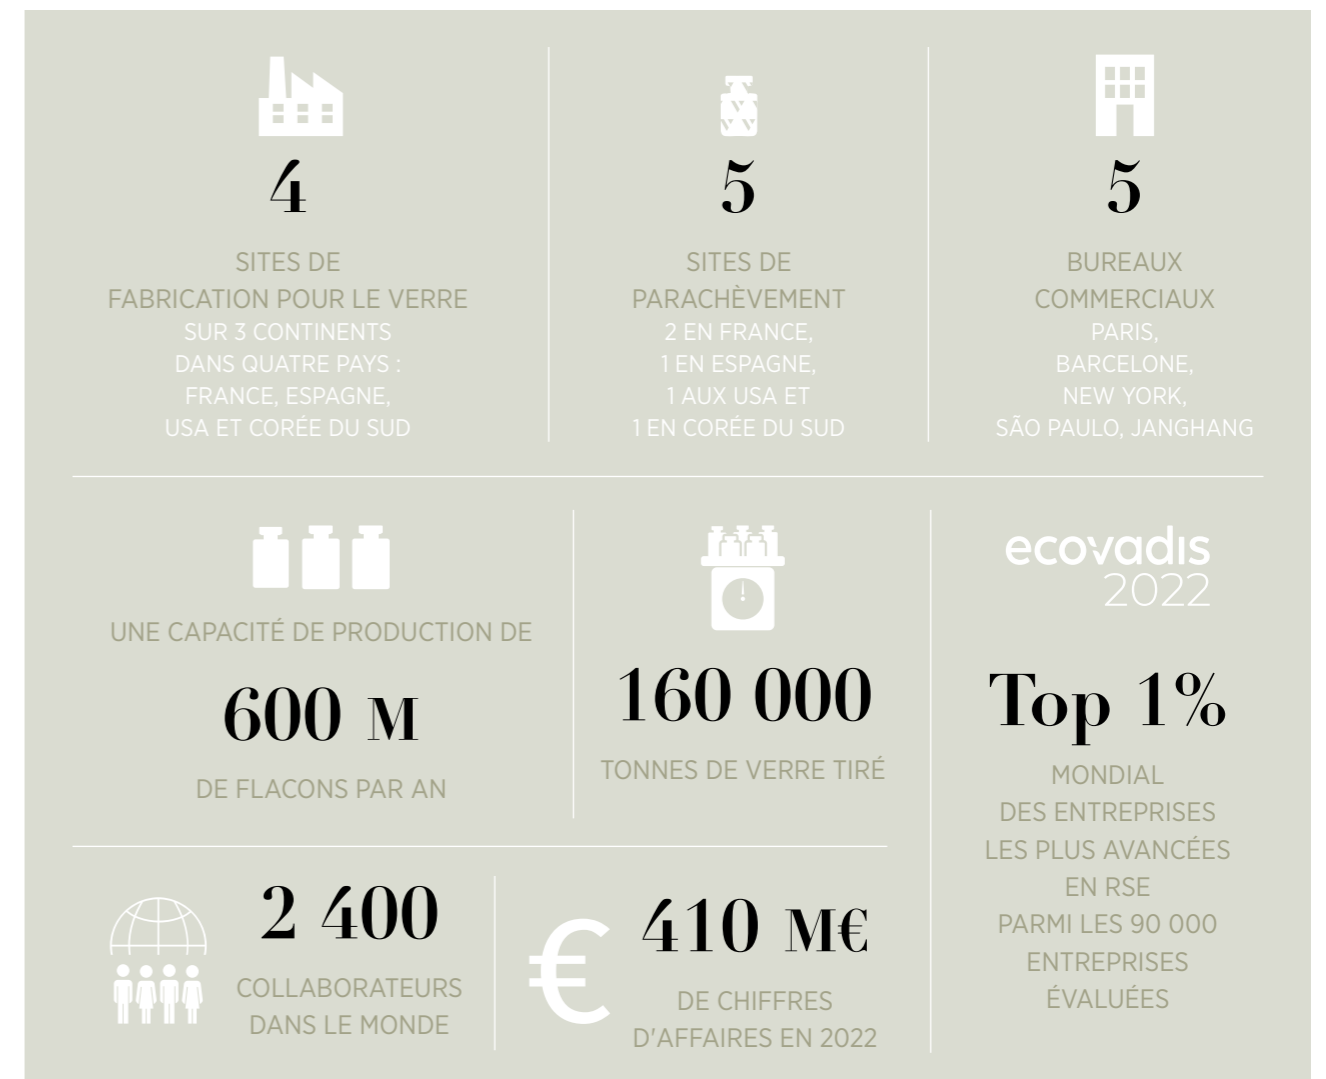 4
SITES DE
FABRICATION POUR LE VERRE
SUR 3 CONTINENTS
DANS QUATRE PAYS :
FRANCE, ESPAGNE,
USA ET CORÉE DU SUD
5
SITES DE
PARACHÈVEMENT
2 EN FRANCE,
1 EN ESPAGNE,
1 AUX USA ET
1 EN CORÉE DU SUD
5
BUREAUX
COMMERCIAUX
PARIS,
BARCELONE,
NEW YORK,
SÃO PAULO, JANGHANG
UNE CAPACITÉ DE PRODUCTION DE
600 M
DE FLACONS PAR AN
160 000
TONNES DE VERRE TIRÉ
ecovadis
2022
Top 1%
MONDIAL
DES ENTREPRISES
LES PLUS AVANCÉES
EN RSE
PARMI LES 90 000
ENTREPRISES
ÉVALUÉES
2 400
COLLABORATEURS
DANS LE MONDE
€
410 M€
DE CHIFFRES
D'AFFAIRES EN 2022